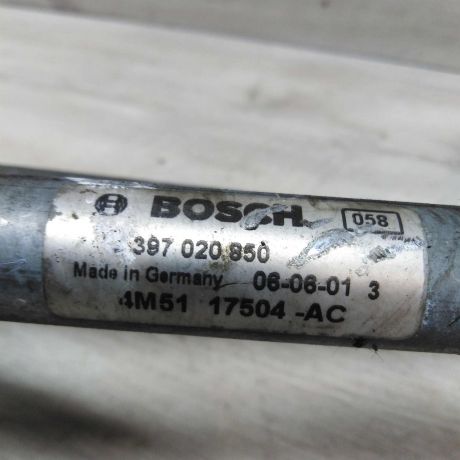 BOSCH 058
397 020 850
Made in Germany 06-06-01 3
4M51 17504-AC